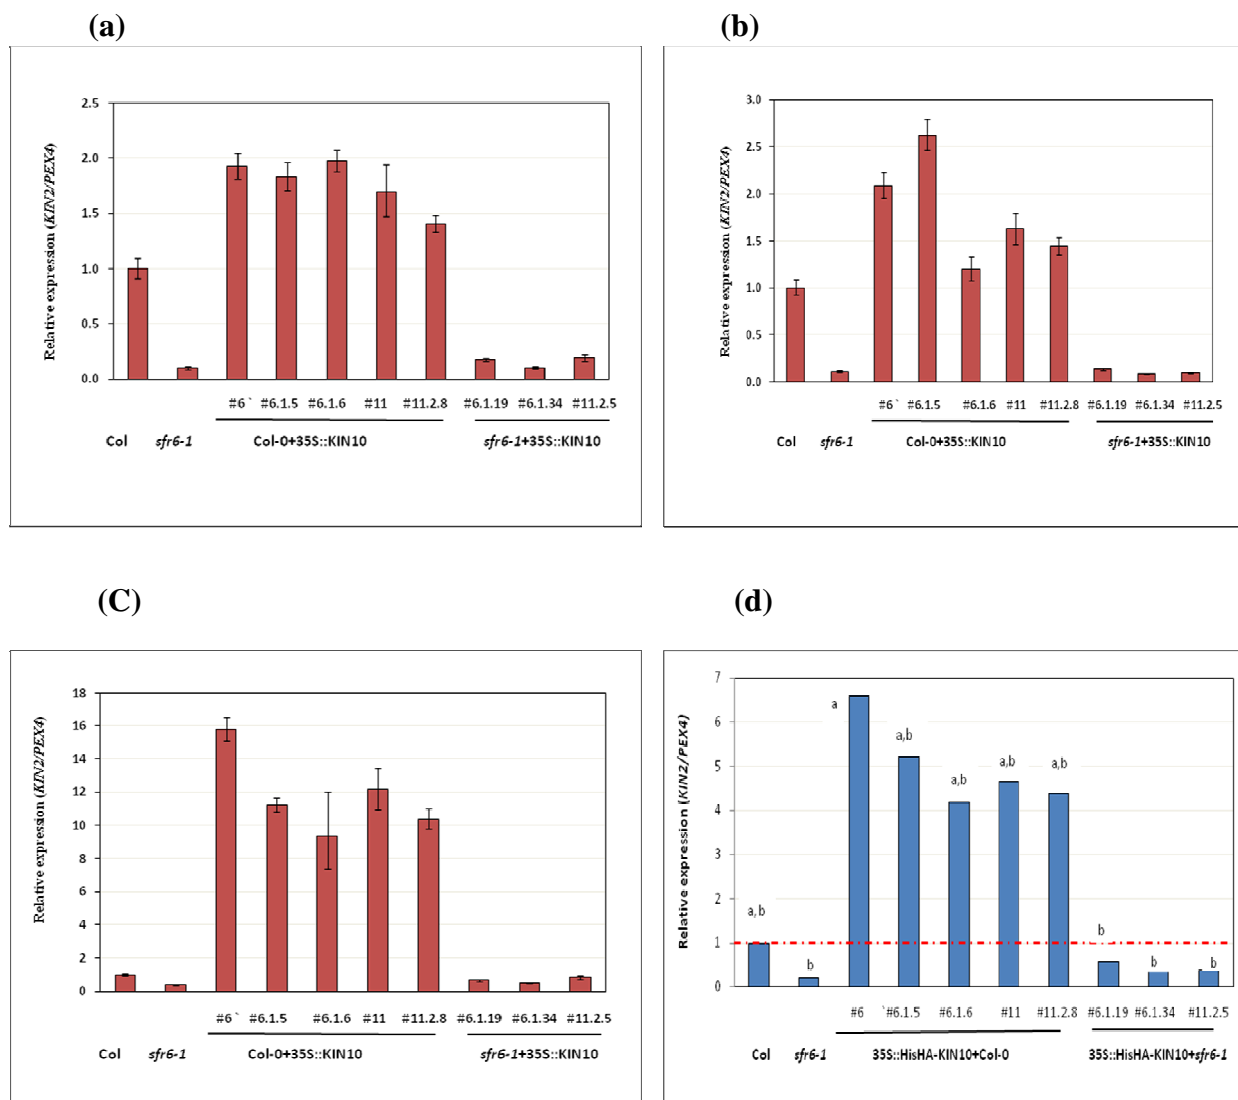 (a)
2.5
2.0
1.5
1.0
0.5
0.0
Relative expression (KIN2/PEX4)
#6` #6.1.5 #6.1.6 #11 #11.2.8 #6.1.19 #6.1.34 #11.2.5
Col sfr6-1 Col-0+35S::KIN10 sfr6-1+35S::KIN10
(b)
3.0
2.5
2.0
1.5
1.0
0.5
0.0
Relative expression (KIN2/PEX4)
#6` #6.1.5 #6.1.6 #11 #11.2.8 #6.1.19 #6.1.34 #11.2.5
Col sfr6-1 Col-0+35S::KIN10 sfr6-1+35S::KIN10
(C)
18
16
14
12
10
8
6
4
2
0
Relative expression (KIN2/PEX4)
#6` #6.1.5 #6.1.6 #11 #11.2.8 #6.1.19 #6.1.34 #11.2.5
Col sfr6-1 Col-0+35S::KIN10 sfr6-1+35S::KIN10
(d)
7
6
5
4
3
2
1
0
Relative expression (KIN2/PEX4)
a,b b a a,b a,b a,b a,b b b b
#6 `#6.1.5 #6.1.6 #11 #11.2.8 #6.1.19 #6.1.34 #11.2.5
Col sfr6-1 35S::HisHA-KIN10+Col-0 35S::HisHA-KIN10+sfr6-1